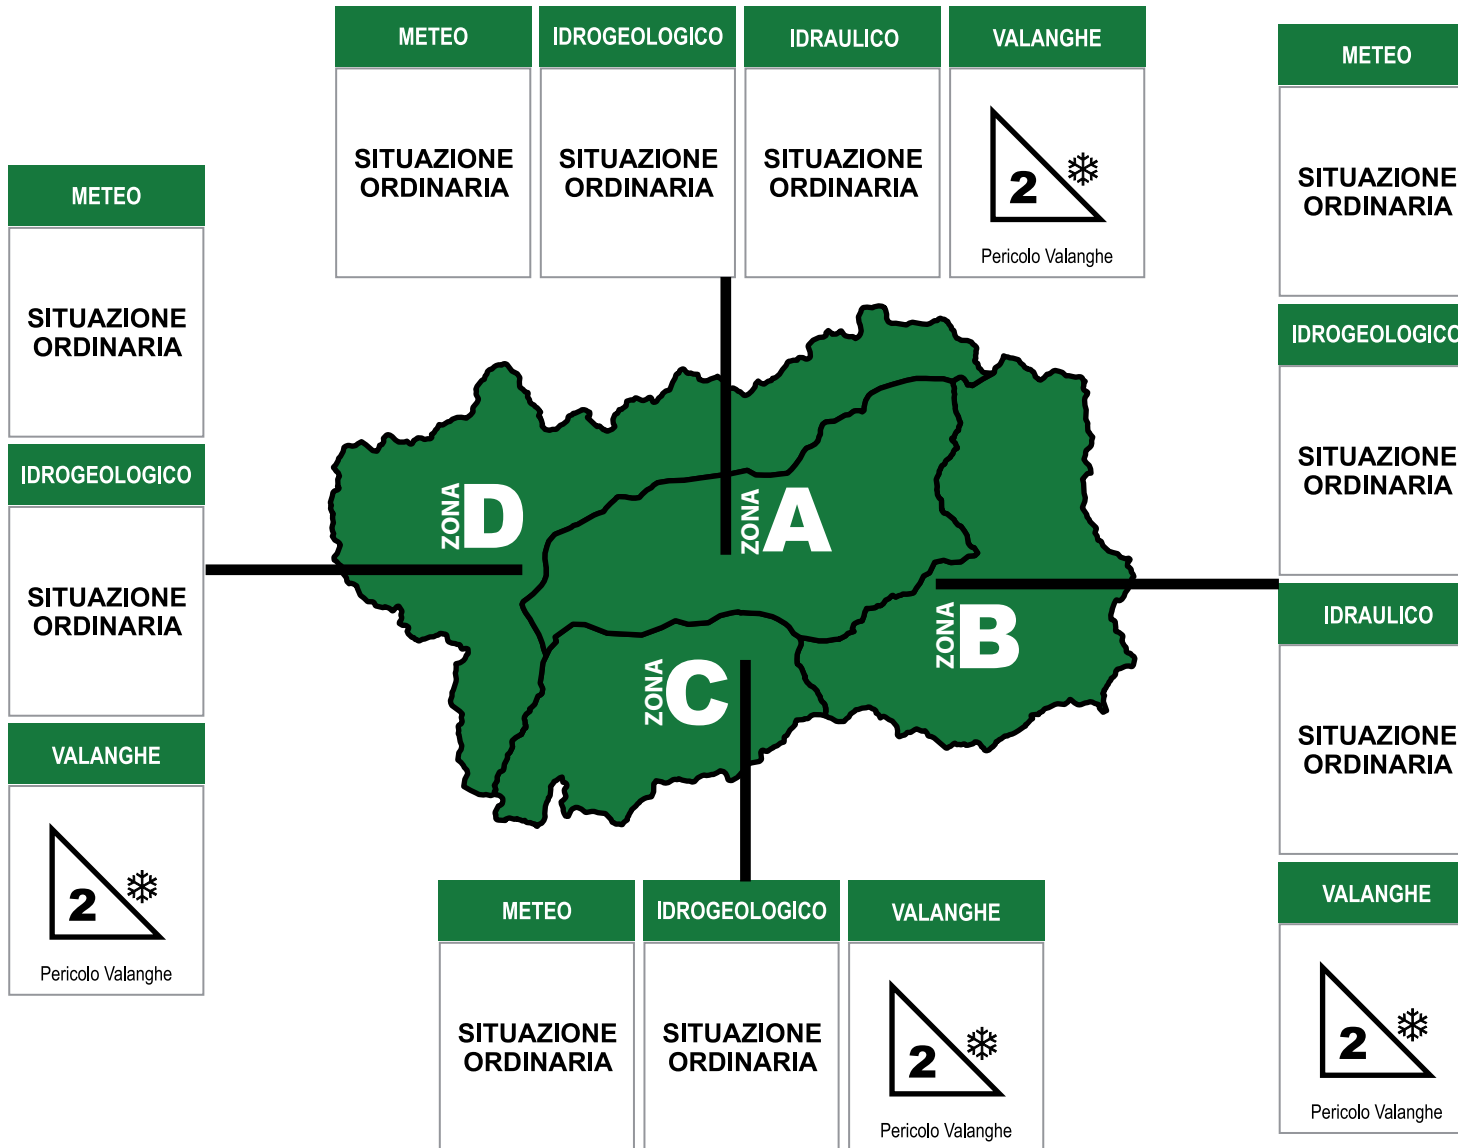 METEO
IDROGEOLOGICO
IDRAULICO
VALANGHE
SITUAZIONE
ORDINARIA
SITUAZIONE
ORDINARIA
SITUAZIONE
ORDINARIA
2
Pericolo Valanghe
METEO
SITUAZIONE
ORDINARIA
IDROGEOLOGICO
SITUAZIONE
ORDINARIA
VALANGHE
2
Pericolo Valanghe
ZONA D
ZONA A
ZONA B
ZONA C
METEO
SITUAZIONE
ORDINARIA
IDROGEOLOGICO
SITUAZIONE
ORDINARIA
IDRAULICO
SITUAZIONE
ORDINARIA
VALANGHE
2
Pericolo Valanghe
METEO
IDROGEOLOGICO
VALANGHE
SITUAZIONE
ORDINARIA
SITUAZIONE
ORDINARIA
2
Pericolo Valanghe